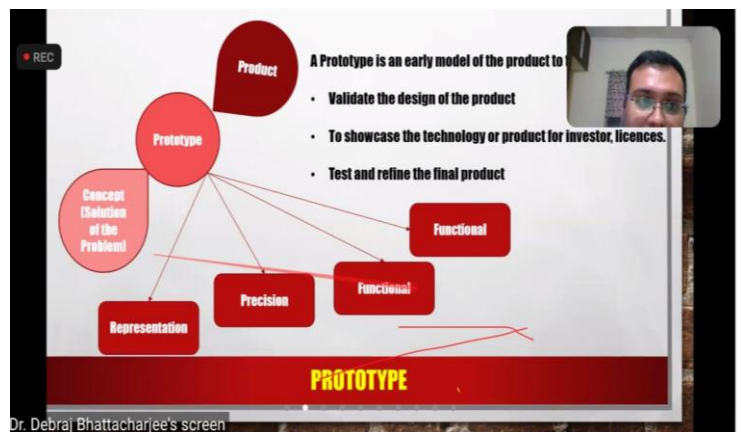 REC
Product
A Prototype is an early model of the product to
• Validate the design of the product
Prototype
• To showcase the technology or product for investor, licences.
• Test and refine the final product
Concept
(Solution
of the
Problem)
Functional
Functional
Precision
Representation
PROTOTYPE
Dr. Debraj Bhattacharjee's screen